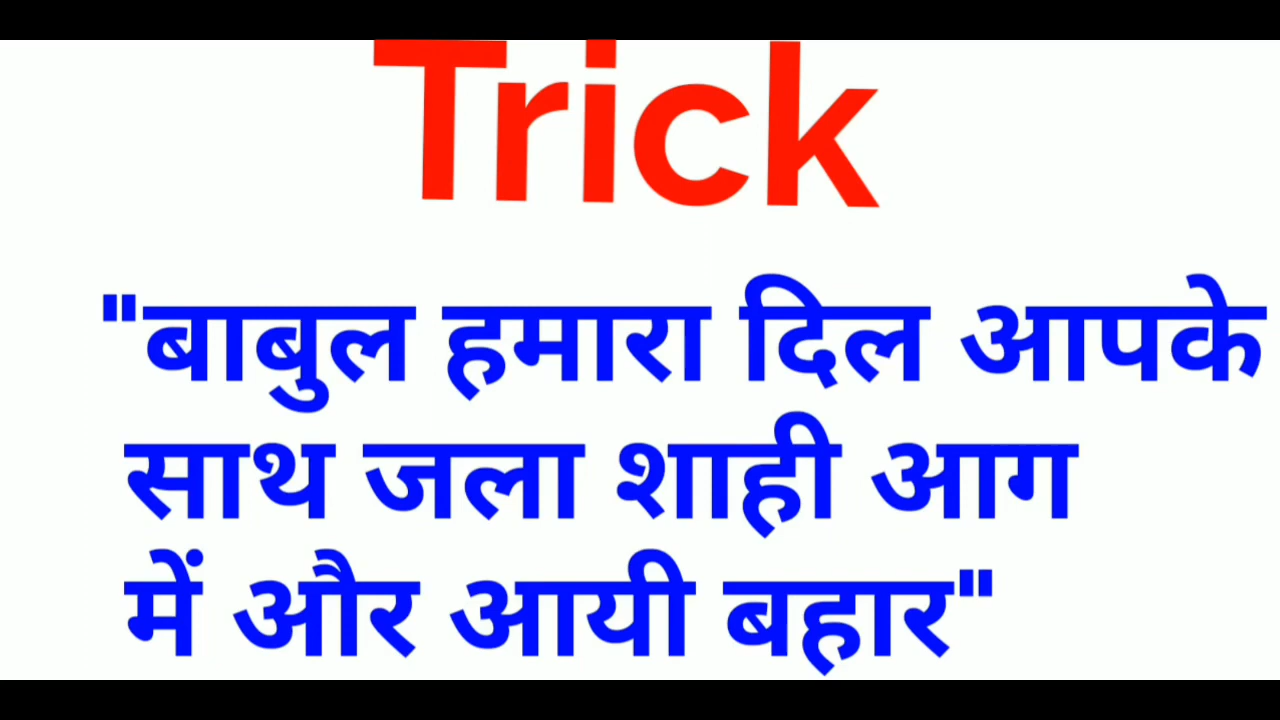 Trick
"बाबुल हमारा दिल आपके
साथ जला शाही आग
में और आयी बहार"